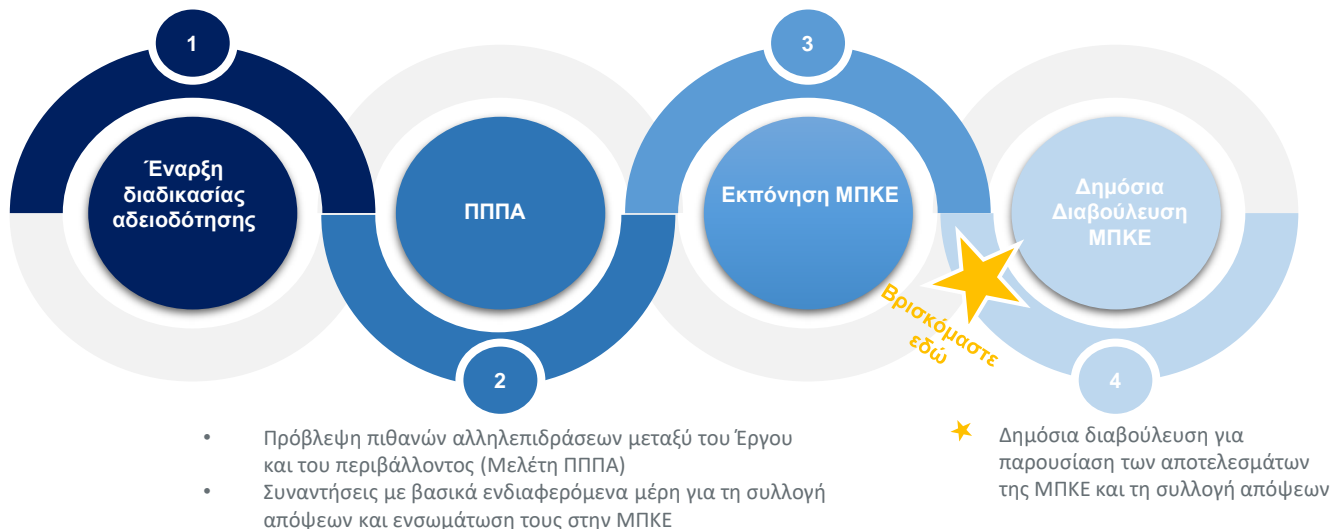 1
Έναρξη
διαδικασίας
αδειοδότησης
ΠΠΠΑ
2
3
Εκπόνηση ΜΠΚΕ
Δημόσια
Διαβούλευση
ΜΠΚΕ
4
Βρισκόμαστε
εδώ
• Πρόβλεψη πιθανών αλληλεπιδράσεων μεταξύ του Έργου
και του περιβάλλοντος (Μελέτη ΠΠΠΑ)
• Συναντήσεις με βασικά ενδιαφερόμενα μέρη για τη συλλογή
απόψεων και ενσωμάτωση τους στην ΜΠΚΕ
Δημόσια διαβούλευση για
παρουσίαση των αποτελεσμάτων
της ΜΠΚΕ και τη συλλογή απόψεων